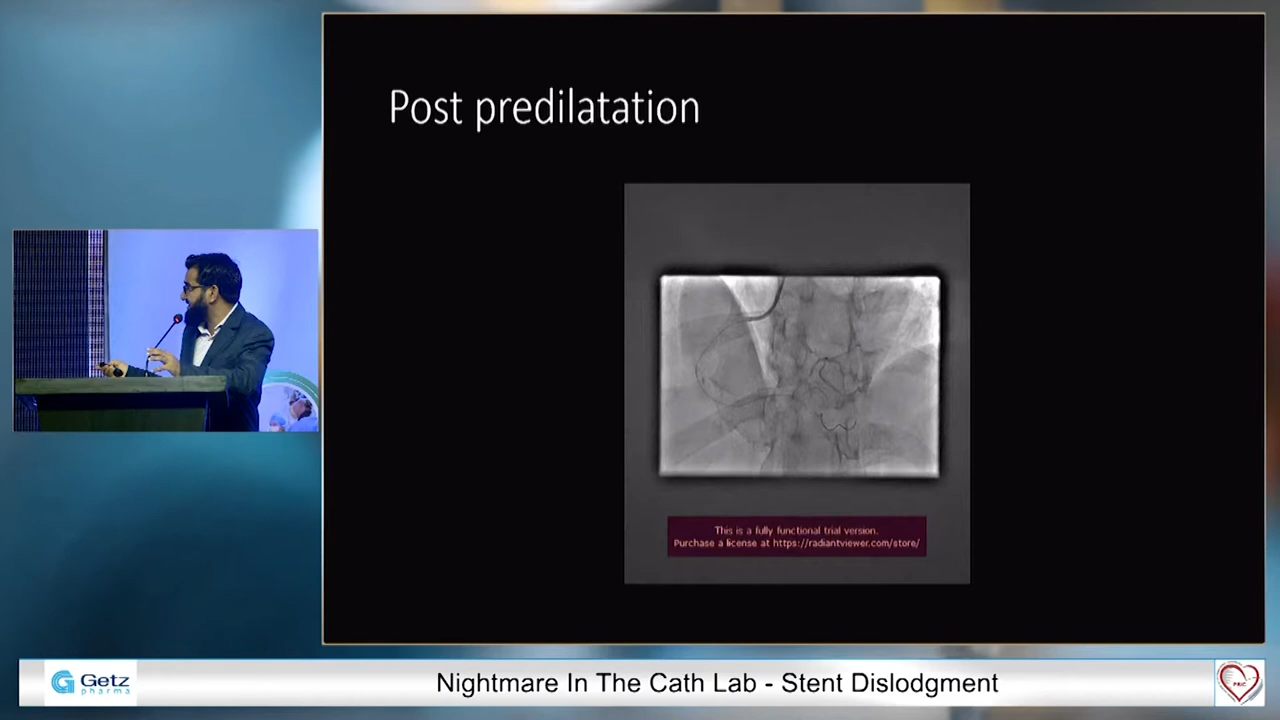 Post predilatation
This is a fully functional trial version.
Purchase a license at https://radiantviewer.com/store/
Getz
pharma
Nightmare In The Cath Lab - Stent Dislodgment